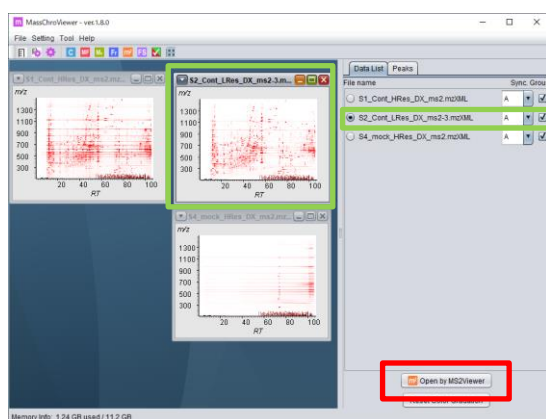 MassChroViewer - ver.1.8.0
File Setting Tool Help
Data List Peaks
File name Sync. Grou
S1_Cont_HRes_DX_ms2.mz...
m/z
1300
1100
900
700
500
300
20 40 60 80 100
RT
S2_Cont_LRes_DX_ms2-3.m...
m/z
1300
1100
900
700
500
300
20 40 60 80 100
RT
S1_Cont_HRes_DX_ms2.mzXML A
S2_Cont_LRes_DX_ms2-3.mzXML A
S4_mock_HRes_DX_ms2.mzXML A
S4_mock_HRes_DX_ms2.mz...
m/z
1300
1100
900
700
500
300
20 40 60 80 100
RT
Open by MS2Viewer
Memory Info: 1.24 GB used / 11.2 GB